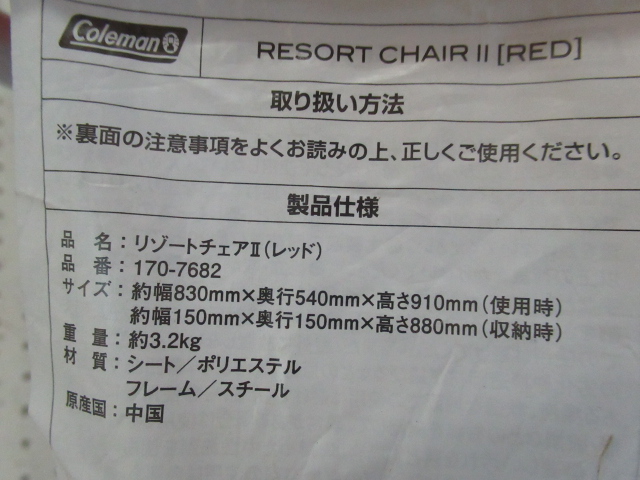 Coleman
RESORT CHAIR II [RED]
取り扱い方法
※裏面の注意事項をよくお読みの上、正しくご使用ください。
製品仕様
品 名：リゾートチェアⅡ（レッド）
品 番：170-7682
サイズ：約幅830mm×奥行540mm×高さ910mm（使用時）
約幅150mm×奥行150mm×高さ880mm（収納時）
重 量：約3.2kg
材 質：シート／ポリエステル
フレーム／スチール
原産国：中国